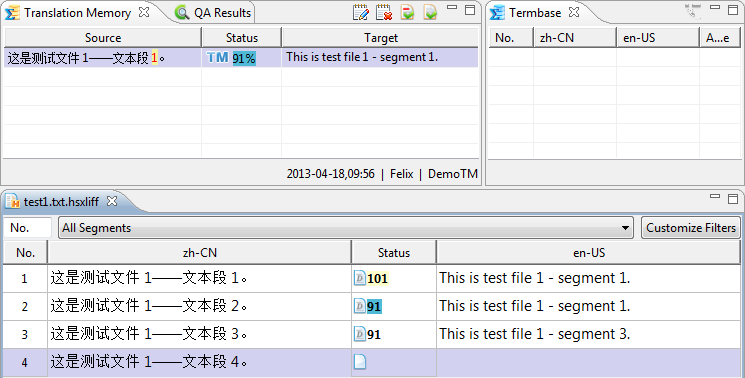 Translation Memory QA Results
Source Status Target
这是测试文件 1——文本段 1。 TM 91% This is test file 1 - segment 1.
2013-04-18,09:56 | Felix | DemoTM
Termbase
No. zh-CN en-US A...e
test1.txt.hsxliff
No. All Segments Customize Filters
No. zh-CN Status en-US
1 这是测试文件 1——文本段 1。 101 This is test file 1 - segment 1.
2 这是测试文件 1——文本段 2。 91 This is test file 1 - segment 1.
3 这是测试文件 1——文本段 3。 91 This is test file 1 - segment 3.
4 这是测试文件 1——文本段 4。